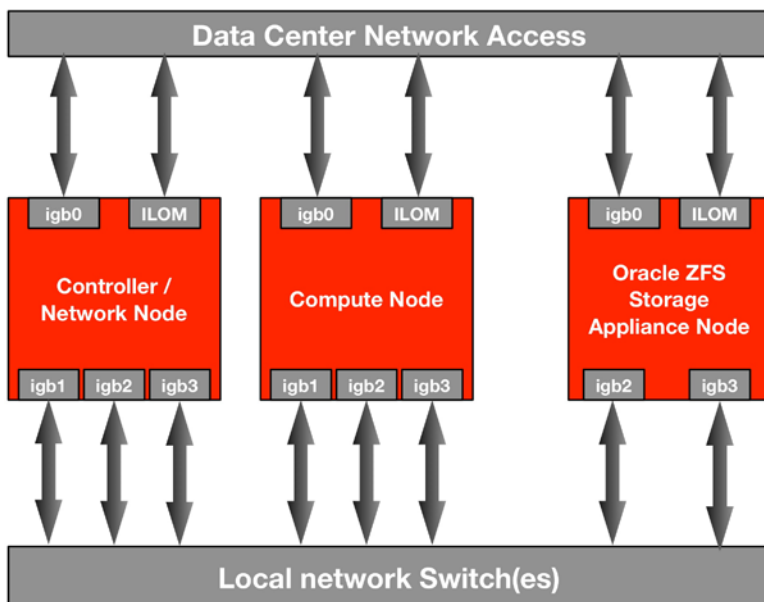 Data Center Network Access
igb0
ILOM
igb0
ILOM
igb0
ILOM
Controller /
Network Node
Compute Node
Oracle ZFS
Storage
Appliance Node
igb1
igb2
igb3
igb1
igb2
igb3
igb2
igb3
Local network Switch(es)